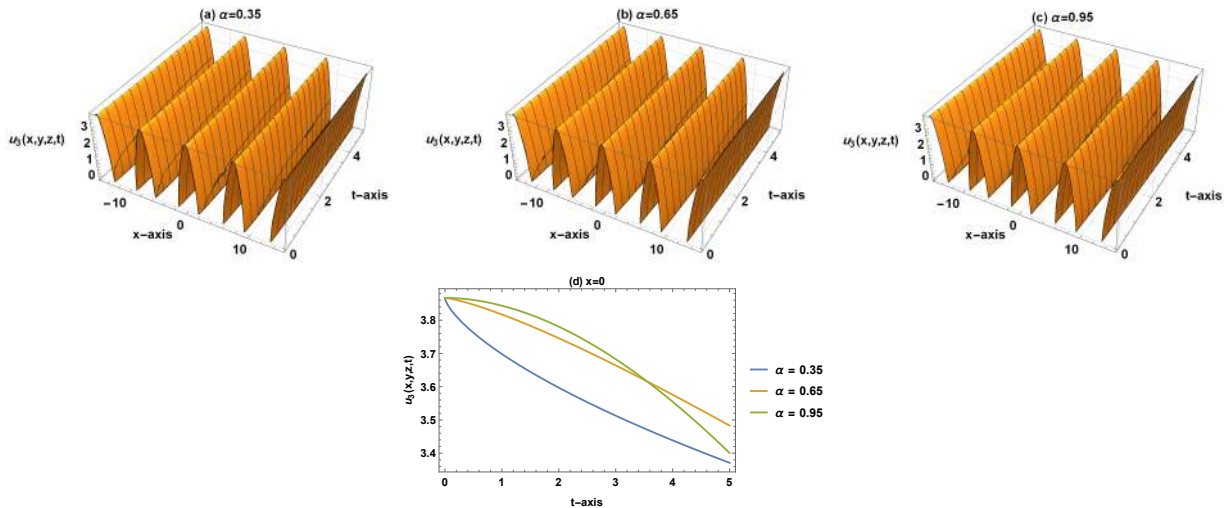 (a) α=0.35
3
2
1
0
u₃(x,y,z,t)
−10
0
10
x−axis
0
2
4
t−axis
(b) α=0.65
3
2
1
0
u₃(x,y,z,t)
−10
0
10
x−axis
0
2
4
t−axis
(c) α=0.95
3
2
1
0
u₃(x,y,z,t)
−10
0
10
x−axis
0
2
4
t−axis
(d) x=0
3.8
3.7
3.6
3.5
3.4
u₃(x,y,z,t)
0 1 2 3 4 5
t−axis
α = 0.35
α = 0.65
α = 0.95